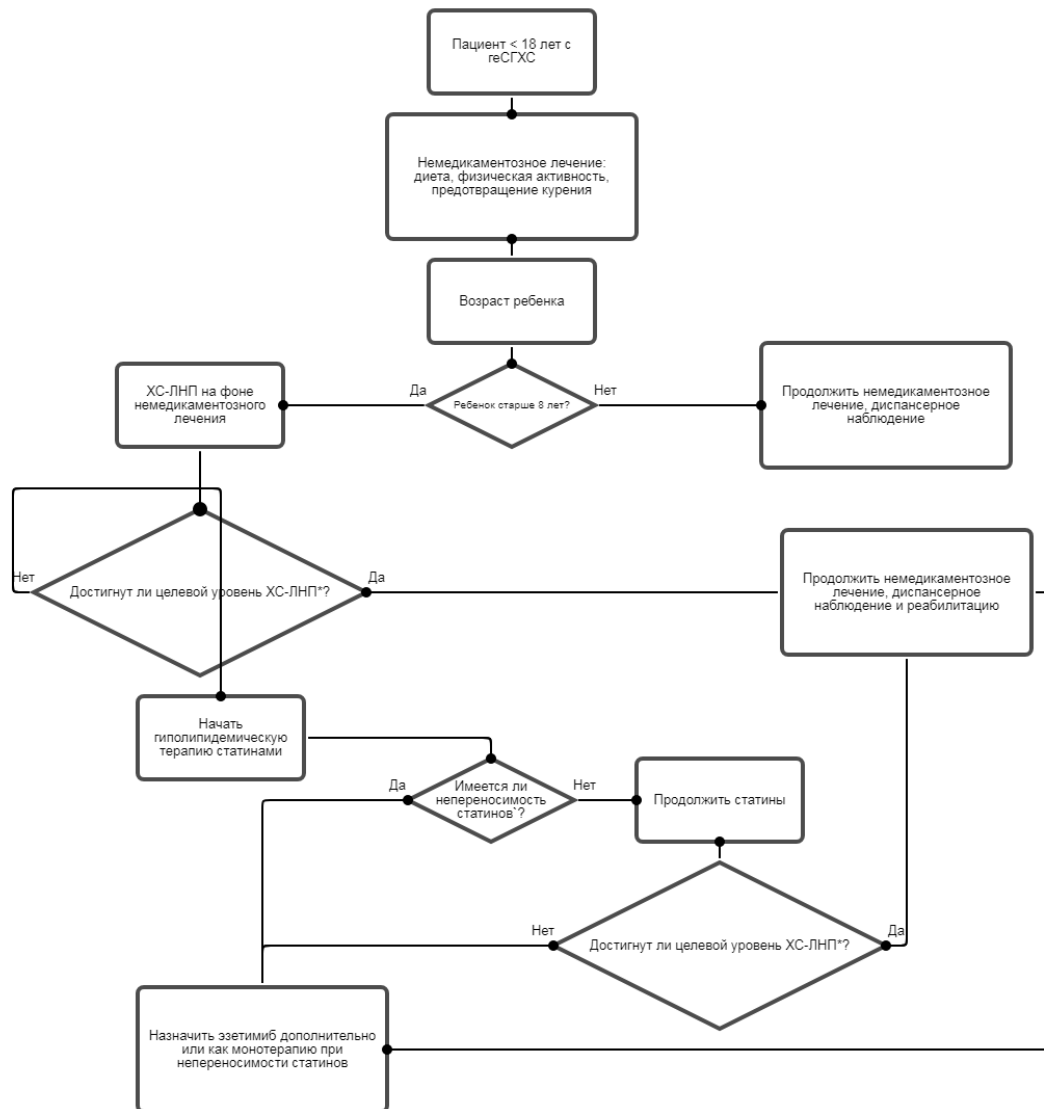 Пациент < 18 лет с
геСГХС
Немедикаментозное лечение:
диета, физическая активность,
предотвращение курения
Возраст ребенка
ХС-ЛНП на фоне
немедикаментозного
лечения
Да
Ребенок старше 8 лет?
Нет
Продолжить немедикаментозное
лечение, диспансерное
наблюдение
Нет
Достигнут ли целевой уровень ХС-ЛНП*?
Да
Продолжить немедикаментозное
лечение, диспансерное
наблюдение и реабилитацию
Начать
гиполипидемическую
терапию статинами
Да
Имеется ли
непереносимость
статинов`?
Нет
Продолжить статины
Нет
Достигнут ли целевой уровень ХС-ЛНП*?
Да
Назначить эзетимиб дополнительно
или как монотерапию при
непереносимости статинов